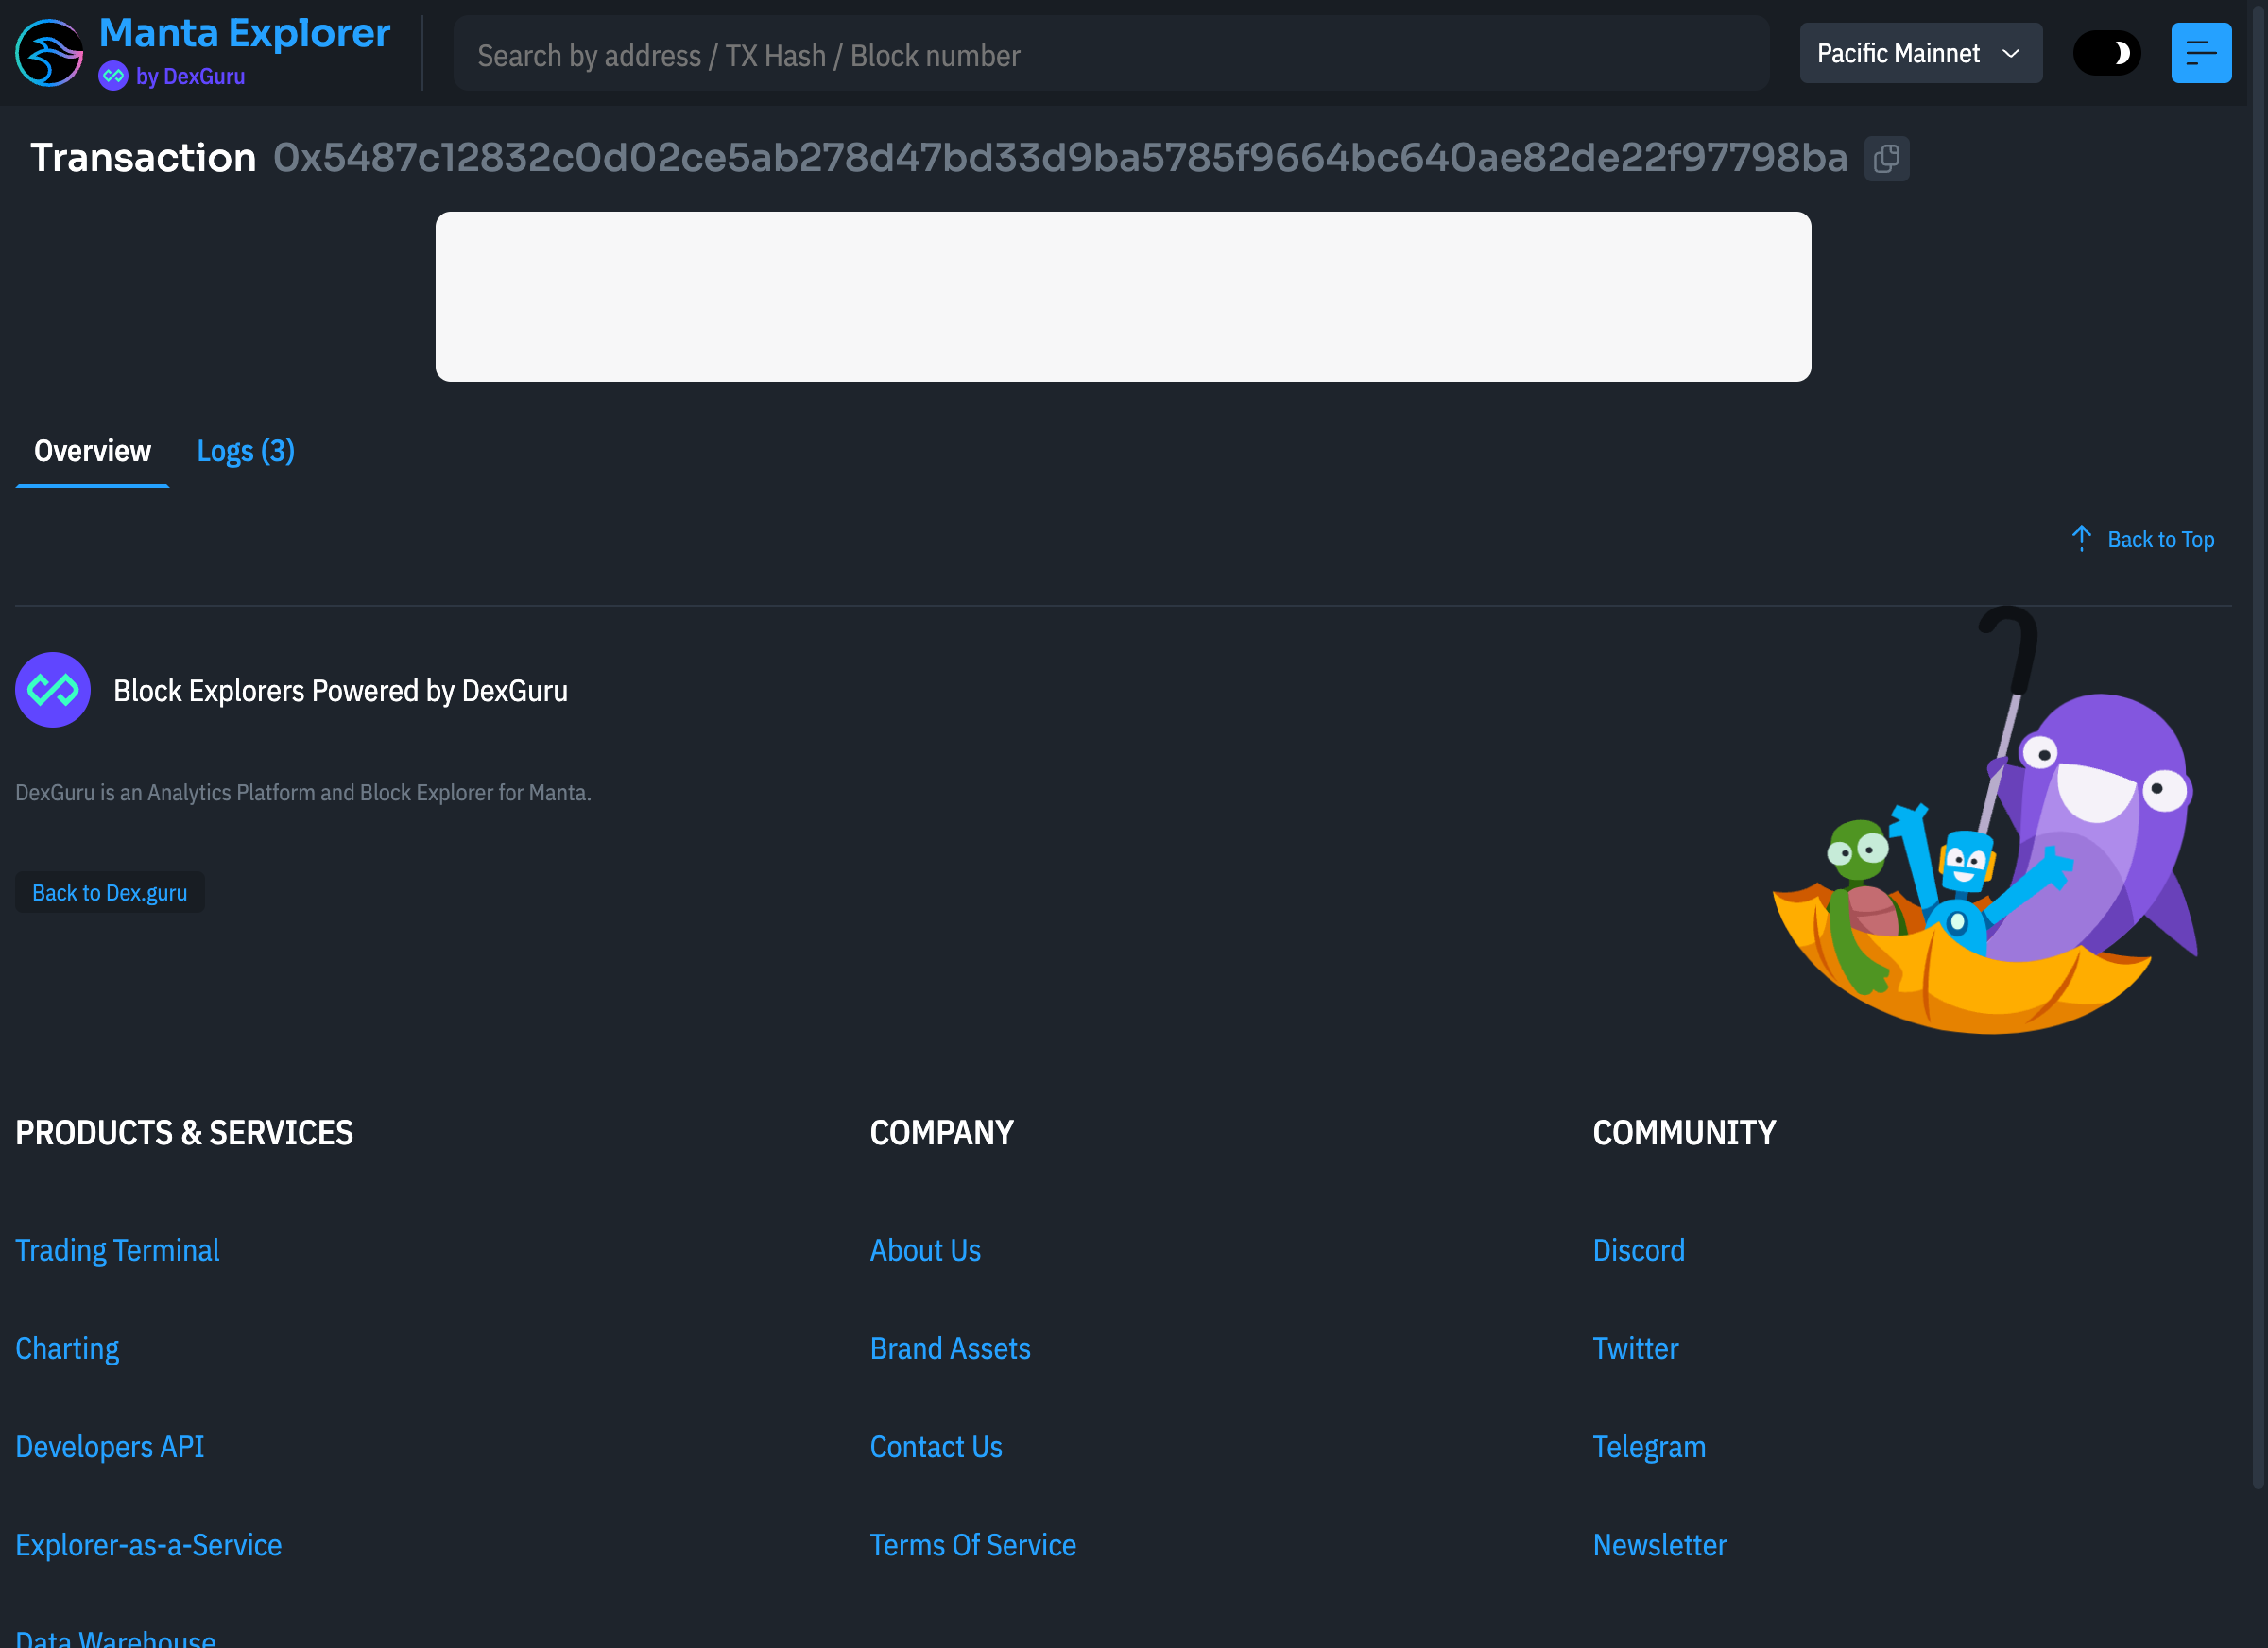 Manta Explorer
by DexGuru
Search by address / TX Hash / Block number
Pacific Mainnet
Transaction 0x5487c12832c0d02ce5ab278d47bd33d9ba5785f9664bc640ae82de22f97798ba
Overview Logs (3)
Back to Top
Block Explorers Powered by DexGuru
DexGuru is an Analytics Platform and Block Explorer for Manta.
Back to Dex.guru
PRODUCTS & SERVICES
Trading Terminal
Charting
Developers API
Explorer-as-a-Service
Data Warehouse
COMPANY
About Us
Brand Assets
Contact Us
Terms Of Service
COMMUNITY
Discord
Twitter
Telegram
Newsletter